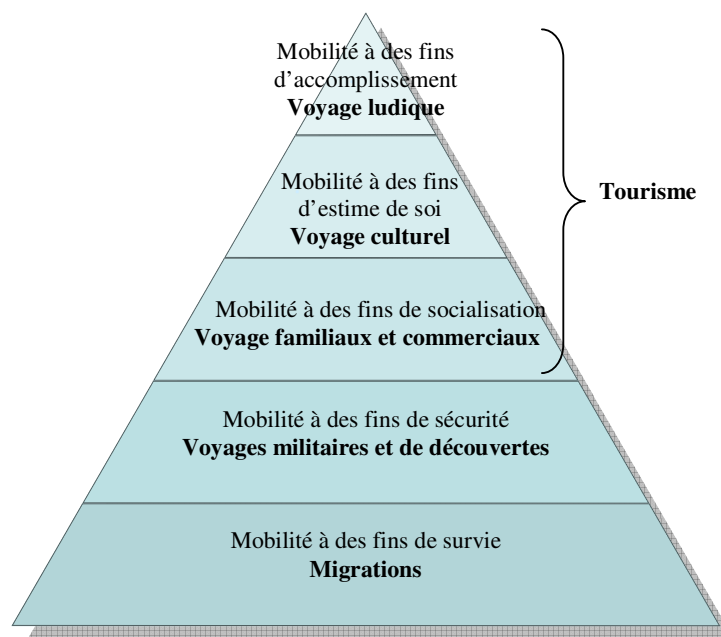 Mobilité à des fins
d'accomplissement
Voyage ludique
Mobilité à des fins
d'estime de soi
Voyage culturel
Tourisme
Mobilité à des fins de socialisation
Voyage familiaux et commerciaux
Mobilité à des fins de sécurité
Voyages militaires et de découvertes
Mobilité à des fins de survie
Migrations